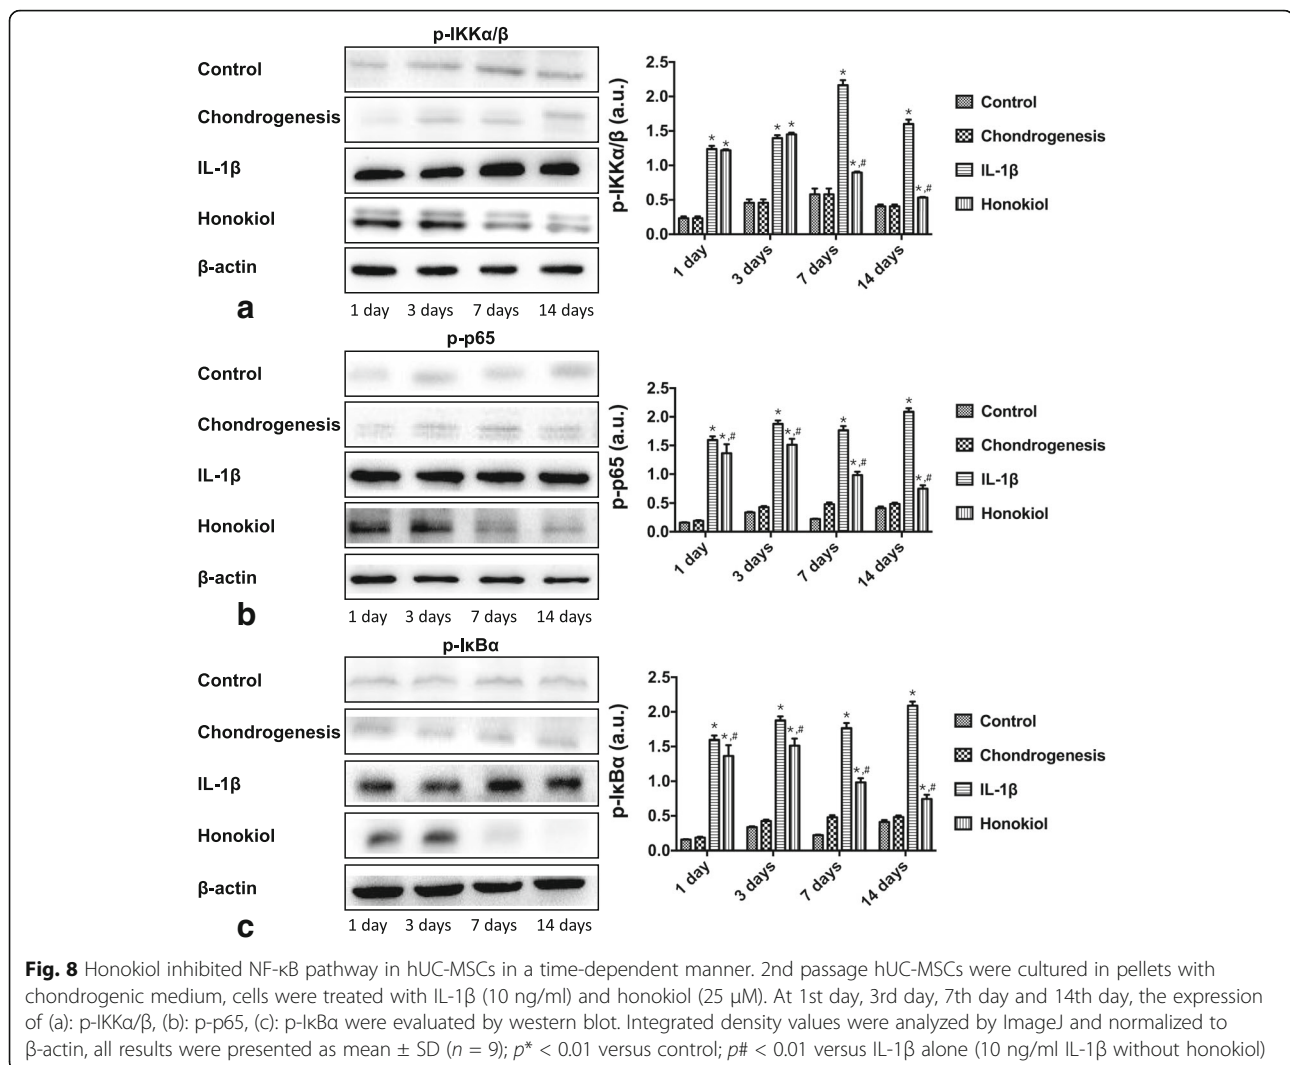 p-IKKα/β
Control
Chondrogenesis
IL-1β
Honokiol
β-actin
1 day 3 days 7 days 14 days
a
p-IKKα/β (a.u.)
2.5
2.0
1.5
1.0
0.5
0.0
* * * * * *,# * *,#
1 day 3 days 7 days 14 days
Control
Chondrogenesis
IL-1β
Honokiol
p-p65
Control
Chondrogenesis
IL-1β
Honokiol
β-actin
1 day 3 days 7 days 14 days
b
p-p65 (a.u.)
2.5
2.0
1.5
1.0
0.5
0.0
* *,# * *,# * *,# * *,#
1 day 3 days 7 days 14 days
Control
Chondrogenesis
IL-1β
Honokiol
p-IκBα
Control
Chondrogenesis
IL-1β
Honokiol
β-actin
1 day 3 days 7 days 14 days
c
p-IκBα (a.u.)
2.5
2.0
1.5
1.0
0.5
0.0
* *,# * *,# * *,# * *,#
1 day 3 days 7 days 14 days
Control
Chondrogenesis
IL-1β
Honokiol
Fig. 8 Honokiol inhibited NF-κB pathway in hUC-MSCs in a time-dependent manner. 2nd passage hUC-MSCs were cultured in pellets with
chondrogenic medium, cells were treated with IL-1β (10 ng/ml) and honokiol (25 μM). At 1st day, 3rd day, 7th day and 14th day, the expression
of (a): p-IKKα/β, (b): p-p65, (c): p-IκBα were evaluated by western blot. Integrated density values were analyzed by ImageJ and normalized to
β-actin, all results were presented as mean ± SD (n = 9); p* < 0.01 versus control; p# < 0.01 versus IL-1β alone (10 ng/ml IL-1β without honokiol)